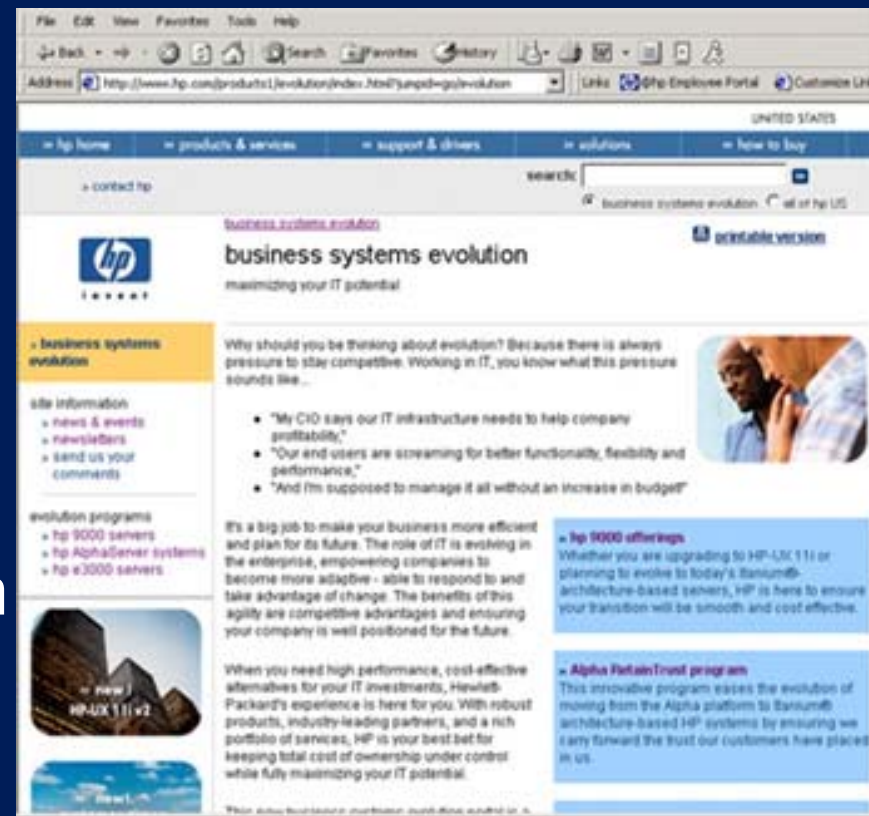 File Edit View Favorites Tools Help
Back Search Favorites History
Address http://www.hp.com/products1/evolution/index.html?jumpid=go/evolution Links @hp Employee Portal Customize Lin
UNITED STATES
» hp home » products & services » support & drivers » solutions » how to buy
» contact hp
search:
business systems evolution all of hp US
business systems evolution
printable version
business systems evolution
maximizing your IT potential
hp
invent
» business systems
evolution
site information
» news & events
» newsletters
» send us your
comments
evolution programs
» hp 9000 servers
» hp AlphaServer systems
» hp e3000 servers
» new!
HP-UX 11i v2
» new!
Why should you be thinking about evolution? Because there is always
pressure to stay competitive. Working in IT, you know what this pressure
sounds like...
• "My CIO says our IT infrastructure needs to help company
profitability,"
• "Our end users are screaming for better functionality, flexibility and
performance,"
• "And I'm supposed to manage it all without an increase in budget!"
It's a big job to make your business more efficient
and plan for its future. The role of IT is evolving in
the enterprise, empowering companies to
become more adaptive - able to respond to and
take advantage of change. The benefits of this
agility are competitive advantages and ensuring
your company is well positioned for the future.
When you need high performance, cost-effective
alternatives for your IT investments, Hewlett-
Packard's experience is here for you. With robust
products, industry-leading partners, and a rich
portfolio of services, HP is your best bet for
keeping total cost of ownership under control
while fully maximizing your IT potential.
This new business systems evolution portal is a
» hp 9000 offerings
Whether you are upgrading to HP-UX 11i or
planning to evolve to today's Itanium®-
architecture-based servers, HP is here to ensure
your transition will be smooth and cost effective.
» Alpha RetainTrust program
This innovative program eases the evolution of
moving from the Alpha platform to Itanium®
architecture-based HP systems by ensuring we
carry forward the trust our customers have placed
in us.